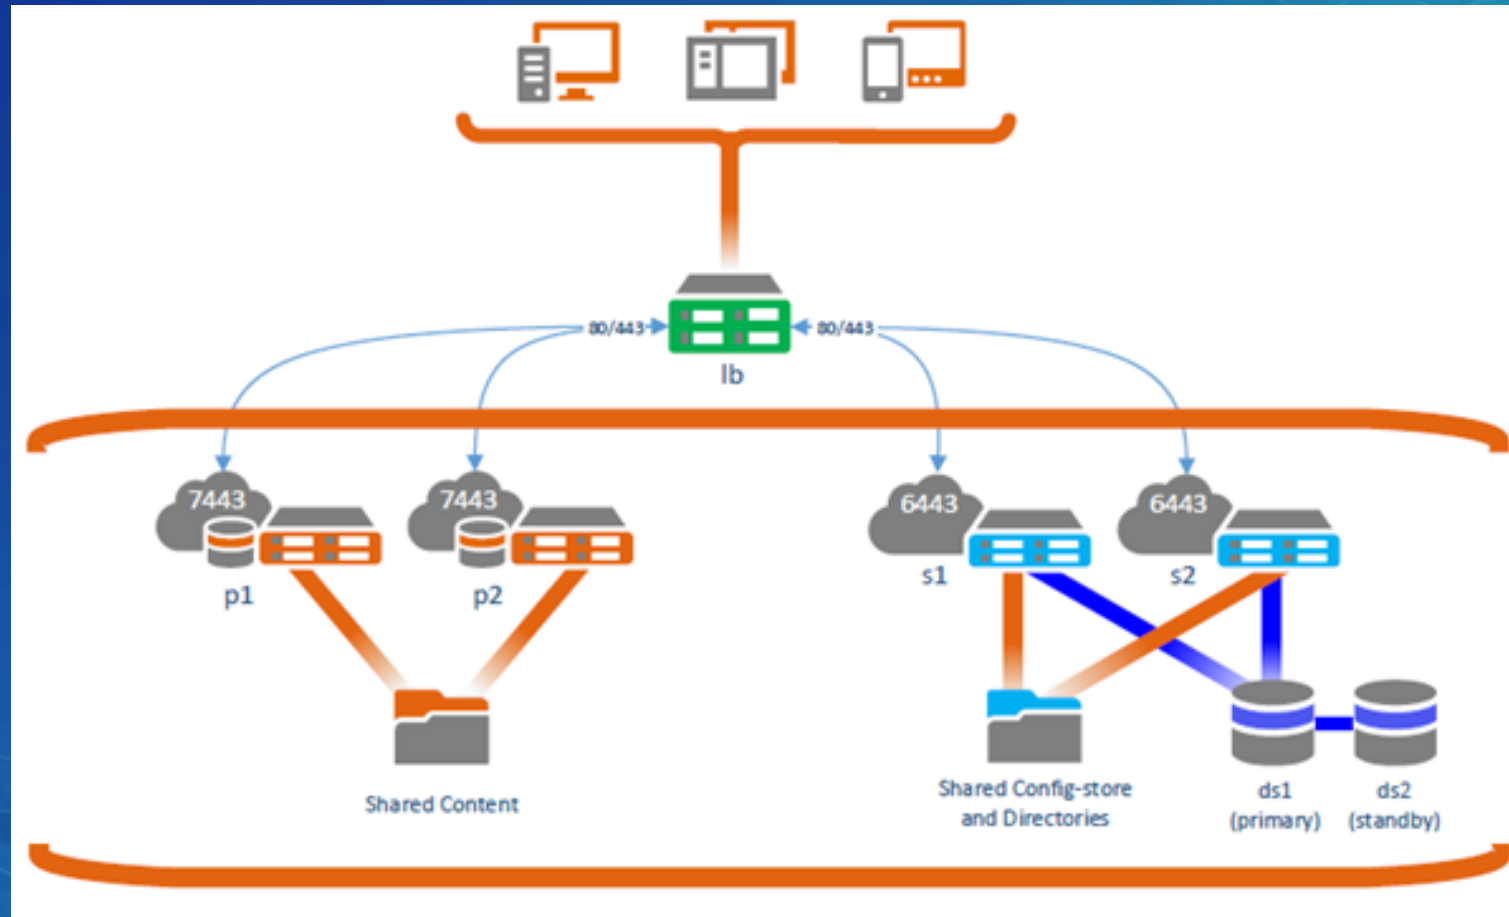 80/443
80/443
lb
7443
7443
6443
6443
p1
p2
s1
s2
Shared Content
Shared Config-store
and Directories
ds1
(primary)
ds2
(standby)